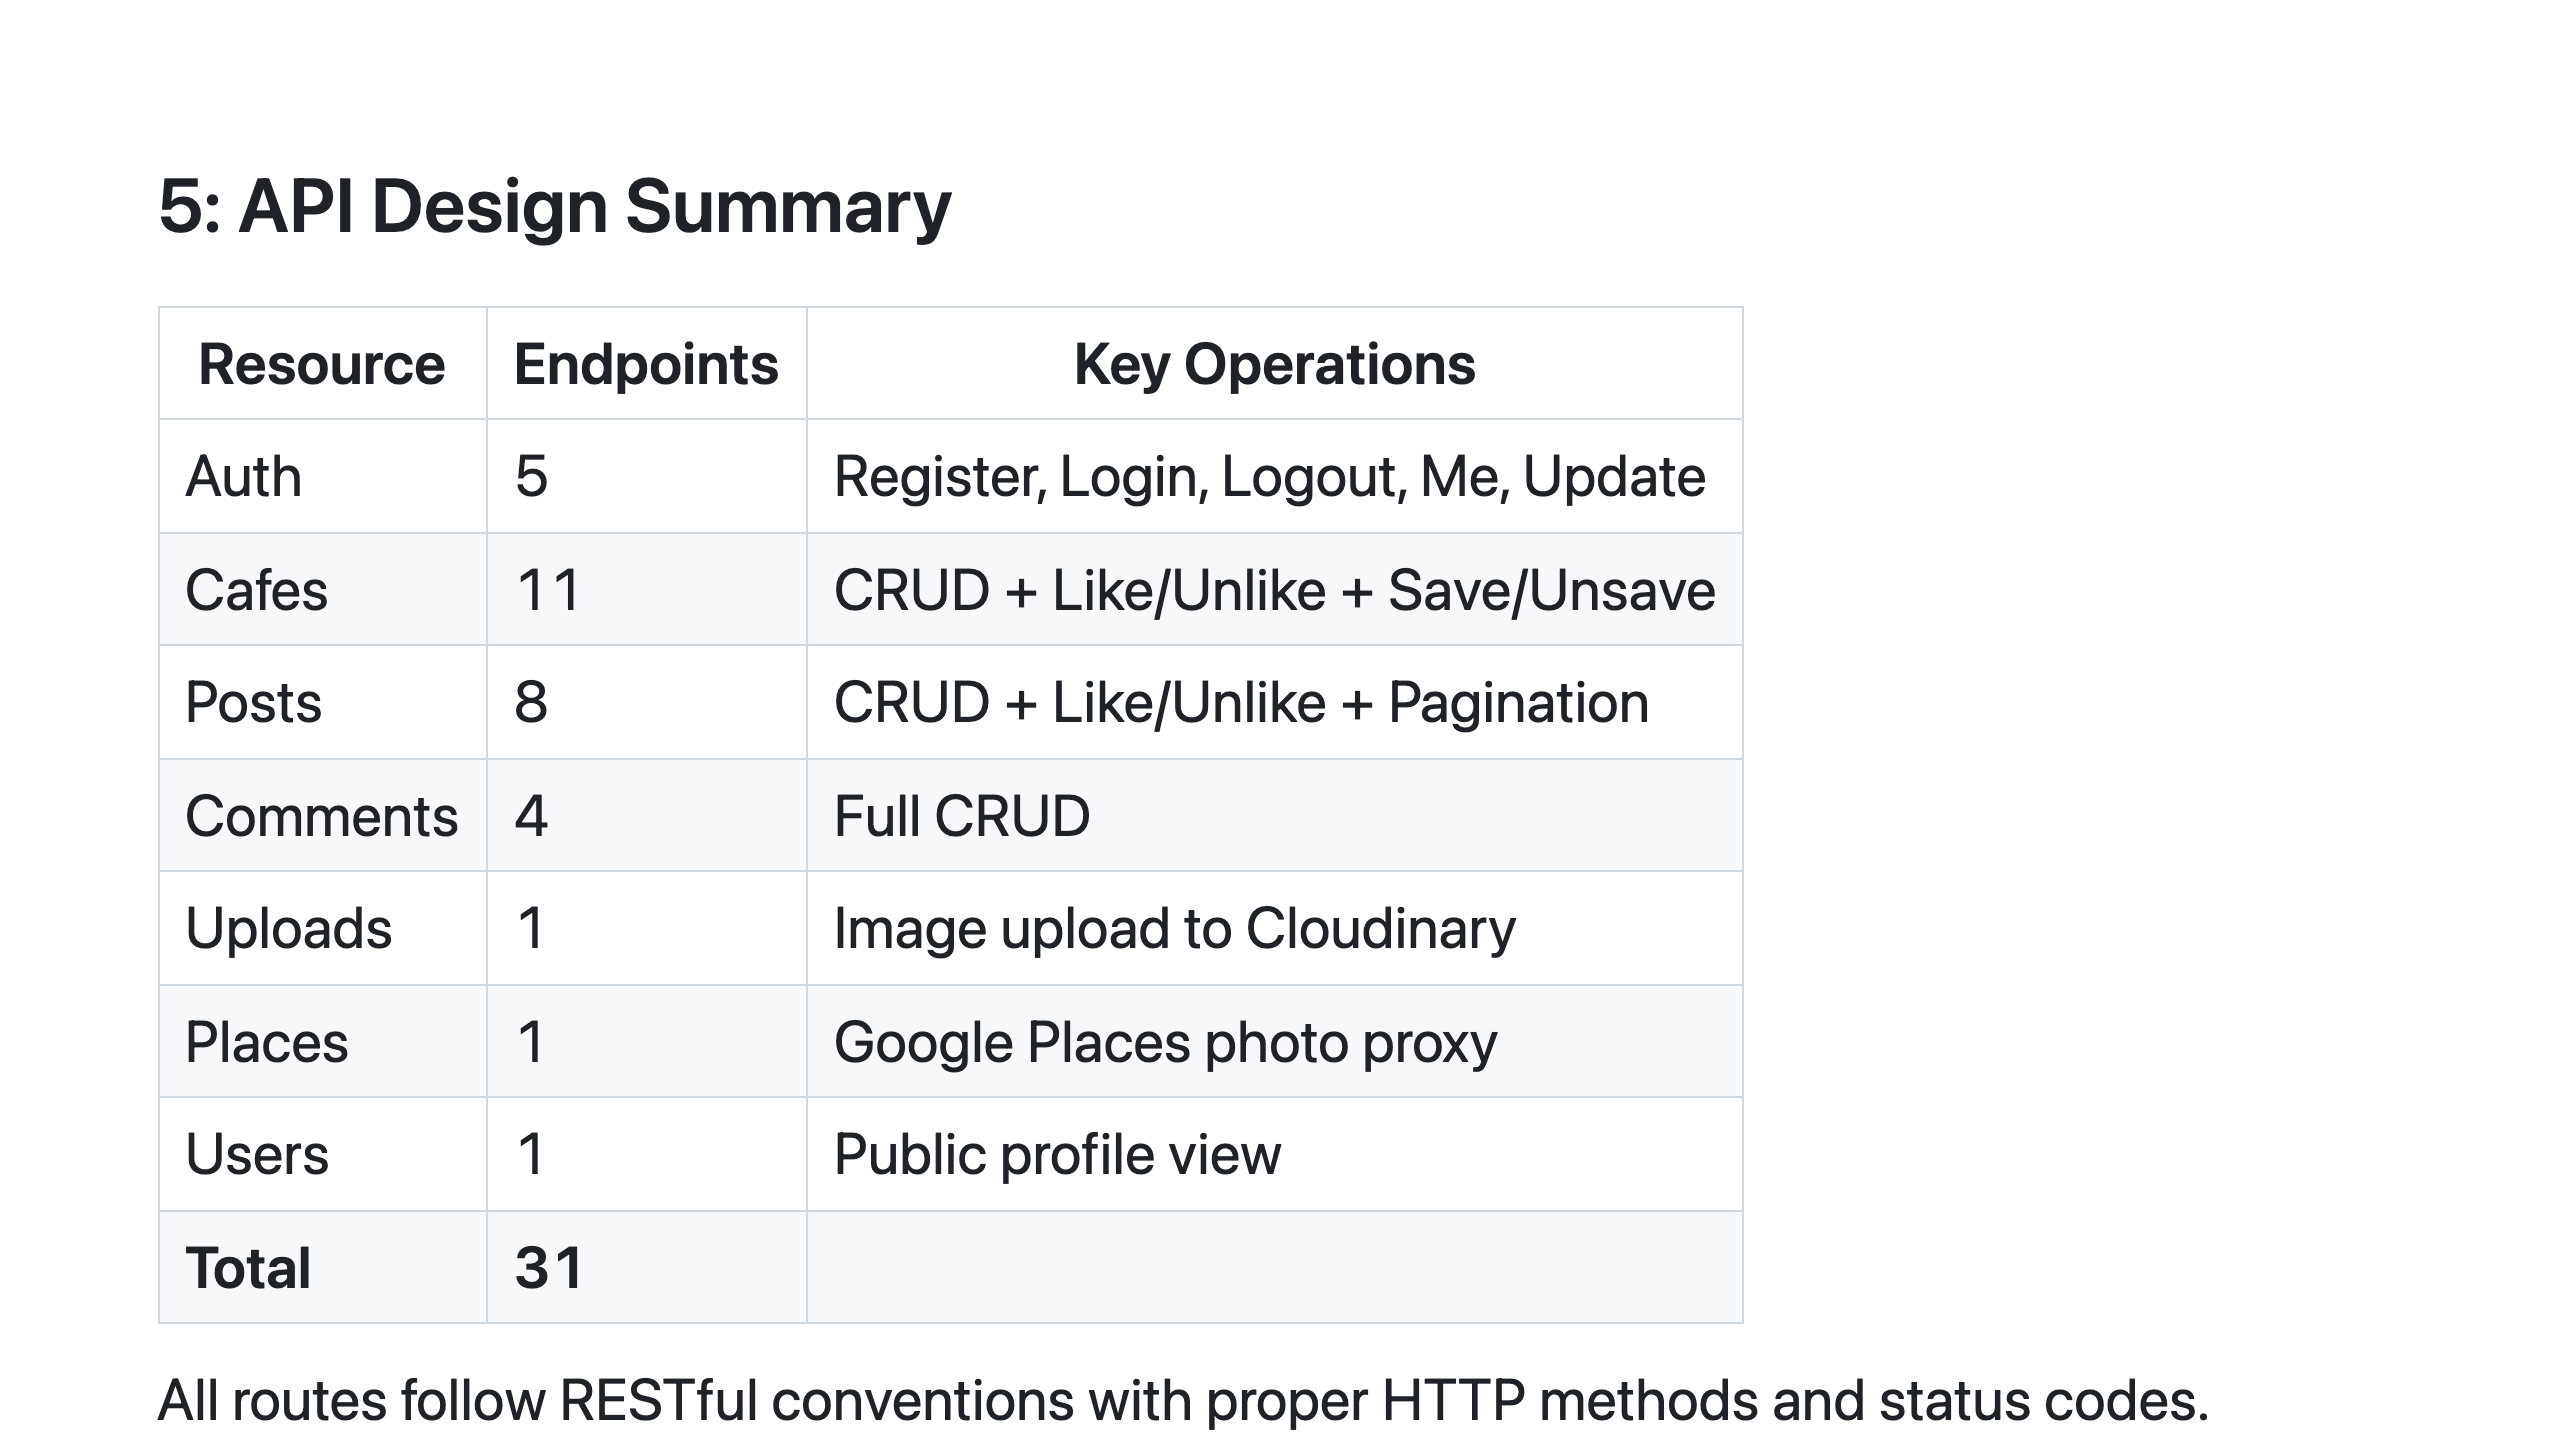 5: API Design Summary
Resource Endpoints Key Operations
Auth 5 Register, Login, Logout, Me, Update
Cafes 11 CRUD + Like/Unlike + Save/Unsave
Posts 8 CRUD + Like/Unlike + Pagination
Comments 4 Full CRUD
Uploads 1 Image upload to Cloudinary
Places 1 Google Places photo proxy
Users 1 Public profile view
Total 31
All routes follow RESTful conventions with proper HTTP methods and status codes.